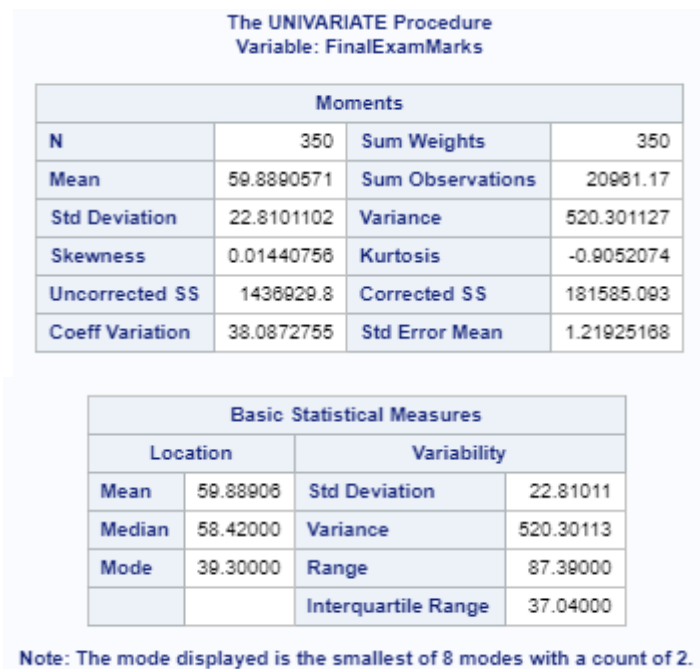 The UNIVARIATE Procedure
Variable: FinalExamMarks
Moments
N 350 Sum Weights 350
Mean 59.8890571 Sum Observations 20961.17
Std Deviation 22.8101102 Variance 520.301127
Skewness 0.01440756 Kurtosis -0.9052074
Uncorrected SS 1436929.8 Corrected SS 181585.093
Coeff Variation 38.0872755 Std Error Mean 1.21925168
Basic Statistical Measures
Location Variability
Mean 59.88906 Std Deviation 22.81011
Median 58.42000 Variance 520.30113
Mode 39.30000 Range 87.39000
Interquartile Range 37.04000
Note: The mode displayed is the smallest of 8 modes with a count of 2.